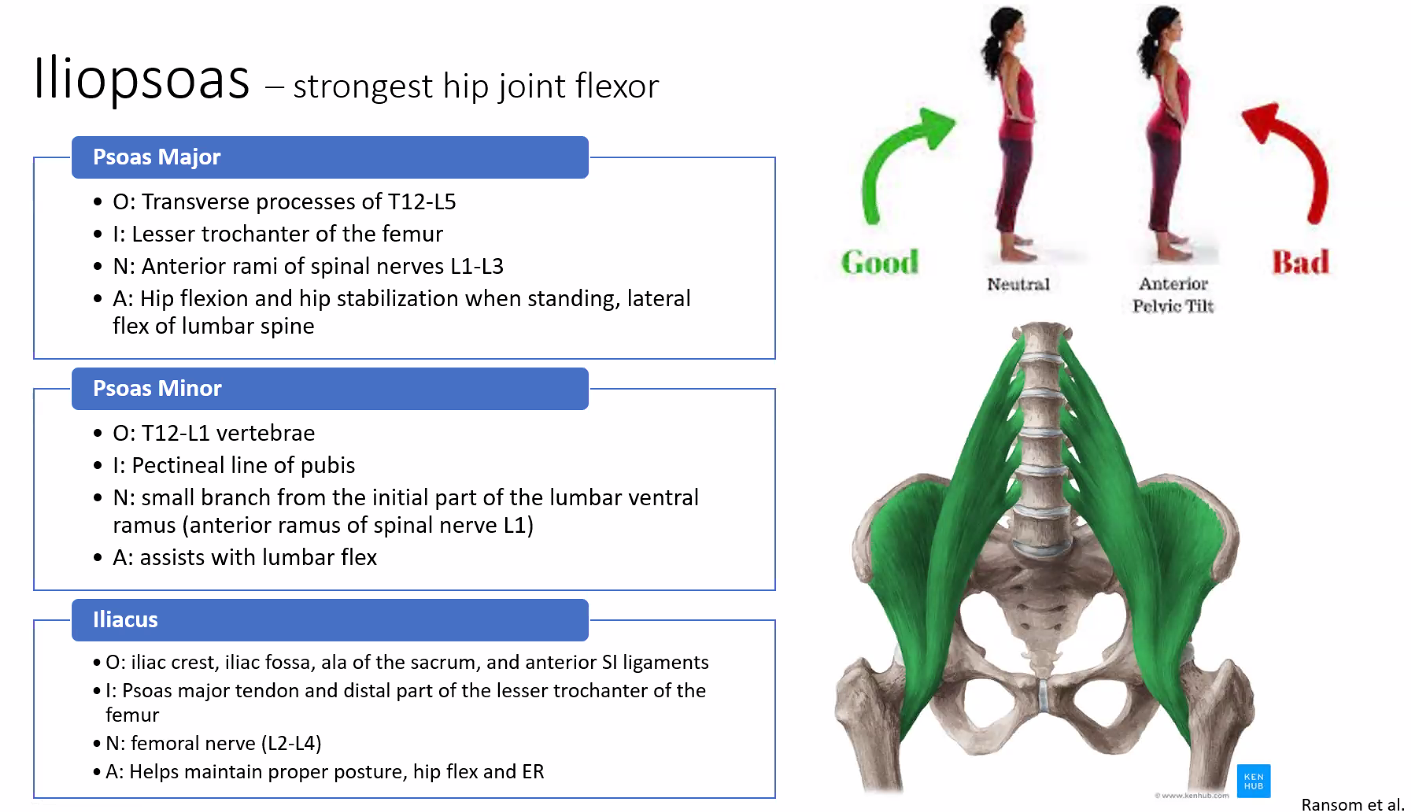 Iliopsoas – strongest hip joint flexor
Psoas Major
• O: Transverse processes of T12-L5
• I: Lesser trochanter of the femur
• N: Anterior rami of spinal nerves L1-L3
• A: Hip flexion and hip stabilization when standing, lateral
flex of lumbar spine
Psoas Minor
• O: T12-L1 vertebrae
• I: Pectineal line of pubis
• N: small branch from the initial part of the lumbar ventral
ramus (anterior ramus of spinal nerve L1)
• A: assists with lumbar flex
Iliacus
• O: iliac crest, iliac fossa, ala of the sacrum, and anterior SI ligaments
• I: Psoas major tendon and distal part of the lesser trochanter of the
femur
• N: femoral nerve (L2-L4)
• A: Helps maintain proper posture, hip flex and ER
Good
Neutral
Anterior
Pelvic Tilt
Bad
© www.kenhub.com
KEN
HUB
Ransom et al.